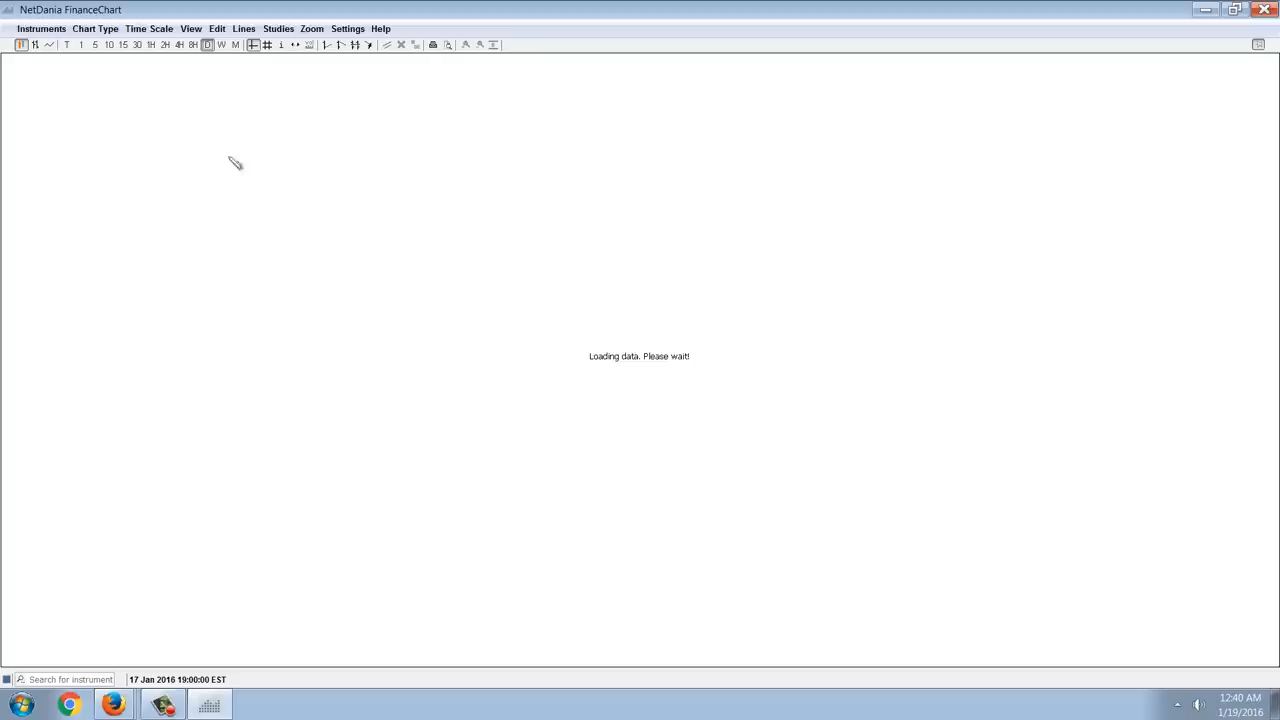 NetDania FinanceChart
Instruments Chart Type Time Scale View Edit Lines Studies Zoom Settings Help
T 1 5 10 15 30 1H 2H 4H 8H D W M
Loading data. Please wait!
Search for instrument 17 Jan 2016 19:00:00 EST
12:40 AM
1/19/2016